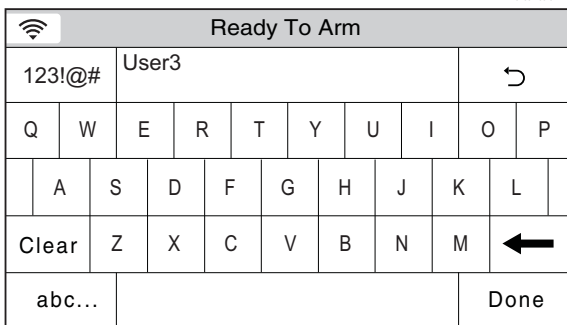 Ready To Arm
123!@# User3
Q W E R T Y U I O P
A S D F G H J K L
Clear Z X C V B N M
abc... Done